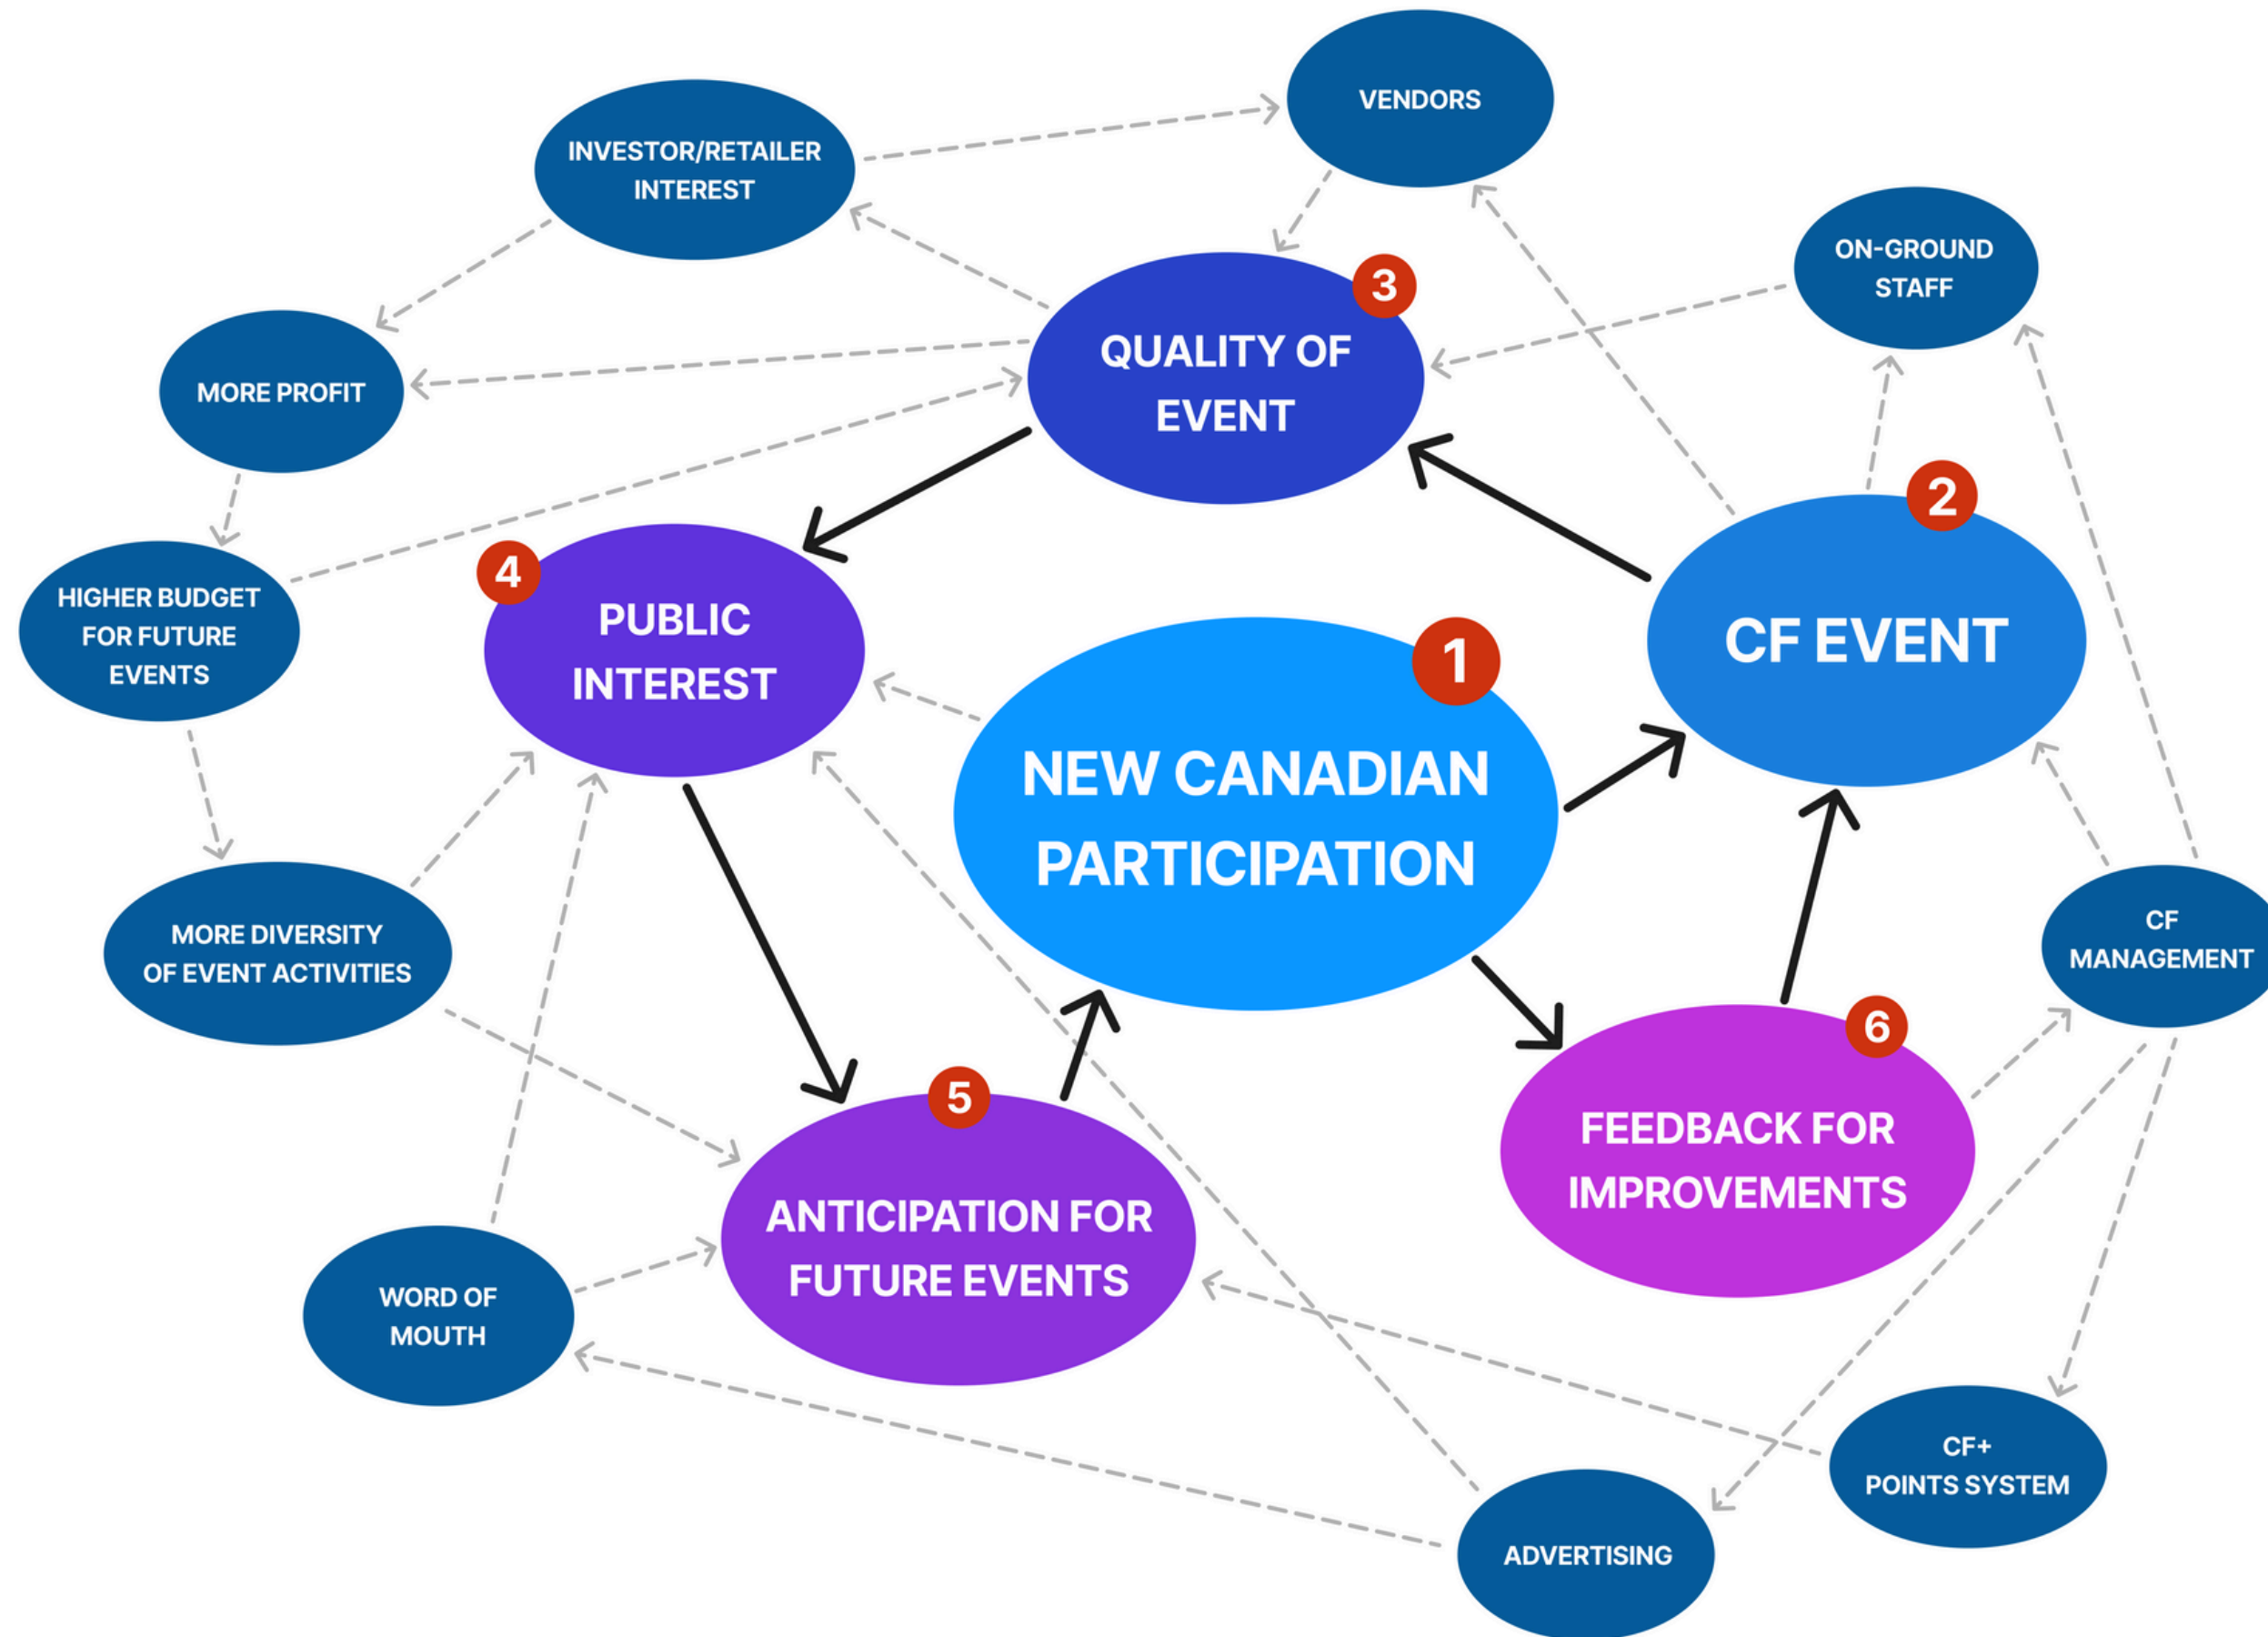 VENDORS
INVESTOR/RETAILER
INTEREST
ON-GROUND
STAFF
3
QUALITY OF
EVENT
MORE PROFIT
2
CF EVENT
4
PUBLIC
INTEREST
HIGHER BUDGET
FOR FUTURE
EVENTS
1
NEW CANADIAN
PARTICIPATION
MORE DIVERSITY
OF EVENT ACTIVITIES
CF
MANAGEMENT
6
FEEDBACK FOR
IMPROVEMENTS
5
ANTICIPATION FOR
FUTURE EVENTS
WORD OF
MOUTH
CF+
POINTS SYSTEM
ADVERTISING